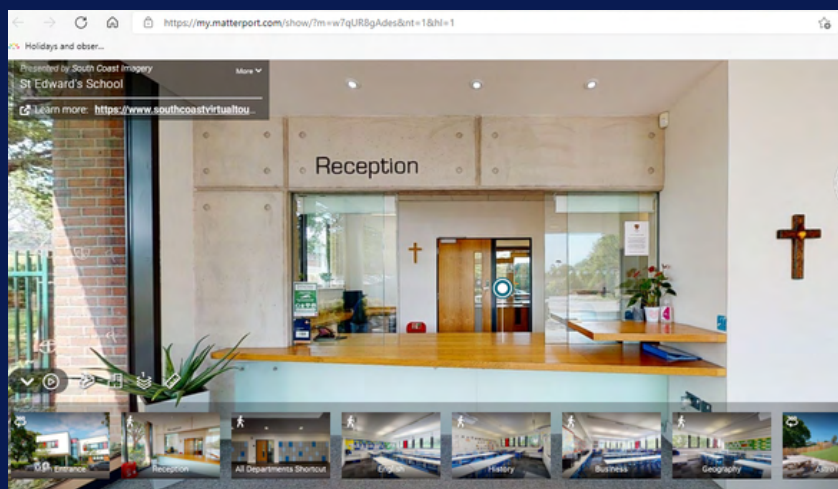 https://my.matterport.com/show/?m=w7qUR8gAdes&nt=1&hl=1
Holidays and obser...
Presented by South Coast Imagery
More
St Edward's School
Learn more: https://www.southcoastvirtualtou...
Reception
Entrance
Reception
All Departments Shortcut
English
History
Business
Geography